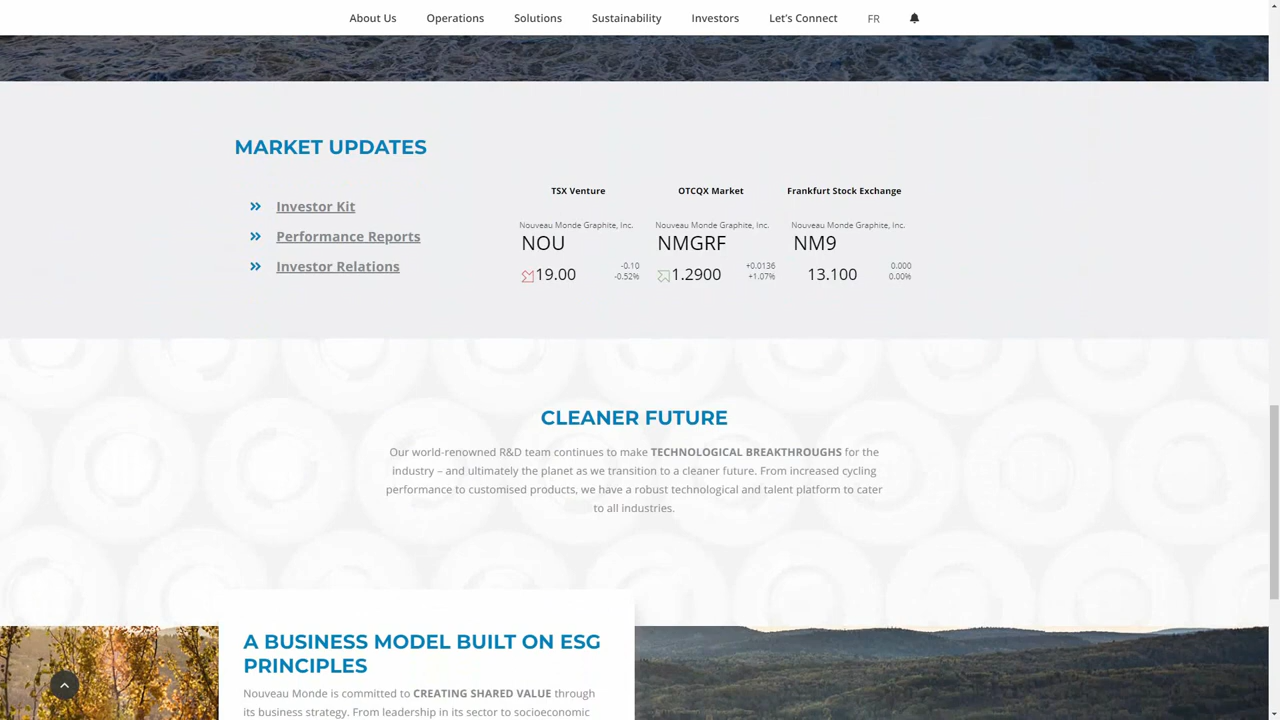 About Us Operations Solutions Sustainability Investors Let's Connect FR
MARKET UPDATES
Investor Kit
Performance Reports
Investor Relations
TSX Venture OTCQX Market Frankfurt Stock Exchange
Nouveau Monde Graphite, Inc. Nouveau Monde Graphite, Inc. Nouveau Monde Graphite, Inc.
NOU NMGRF NM9
-0.10 +0.0136 0.000
19.00 1.2900 13.100
-0.52% +1.07% 0.00%
CLEANER FUTURE
Our world-renowned R&D team continues to make TECHNOLOGICAL BREAKTHROUGHS for the
industry – and ultimately the planet as we transition to a cleaner future. From increased cycling
performance to customised products, we have a robust technological and talent platform to cater
to all industries.
A BUSINESS MODEL BUILT ON ESG
PRINCIPLES
Nouveau Monde is committed to CREATING SHARED VALUE through
its business strategy. From leadership in its sector to socioeconomic